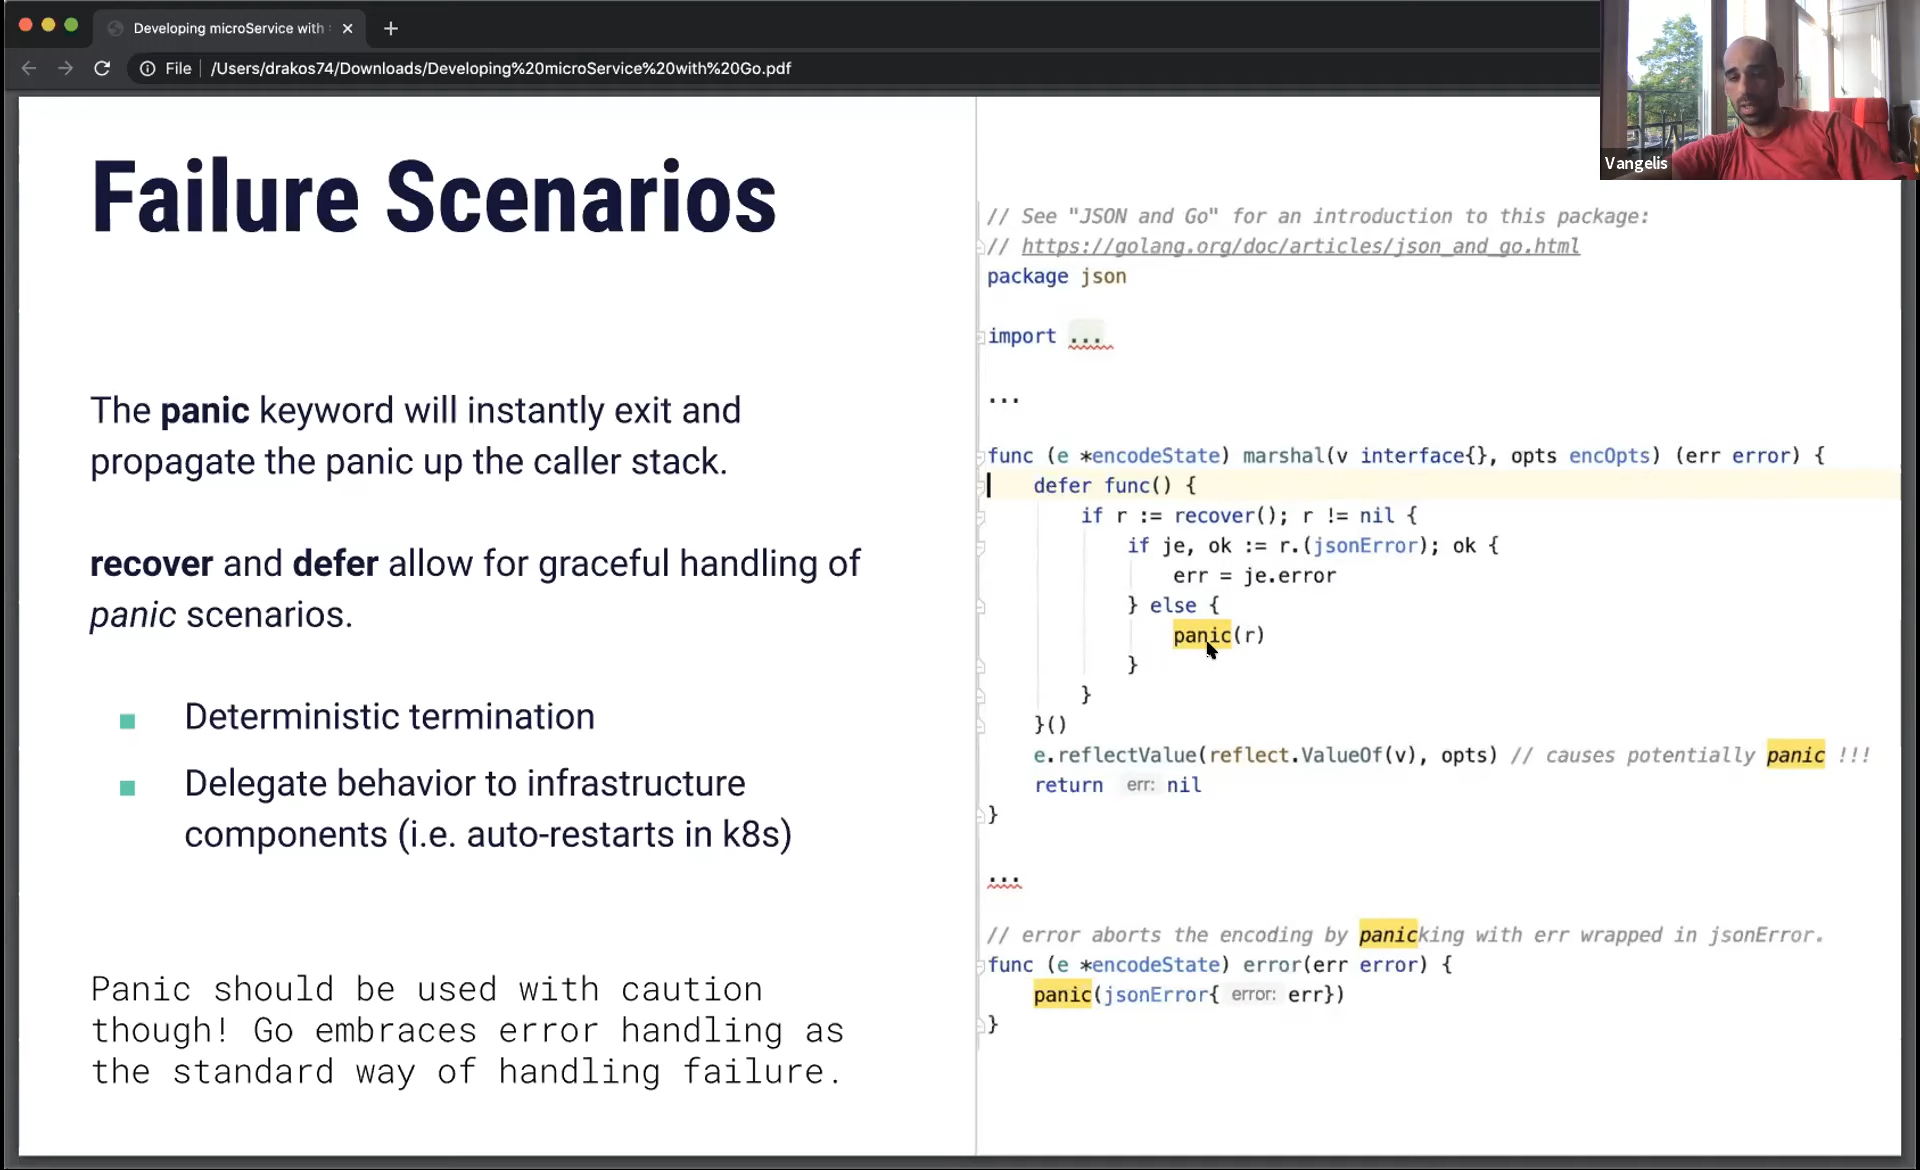 Developing microService with
File
/Users/drakos74/Downloads/Developing%20microService%20with%20Go.pdf
Vangelis
Failure Scenarios
The panic keyword will instantly exit and
propagate the panic up the caller stack.
recover and defer allow for graceful handling of
panic scenarios.
Deterministic termination
Delegate behavior to infrastructure
components (i.e. auto-restarts in k8s)
Panic should be used with caution
though! Go embraces error handling as
the standard way of handling failure.
// See "JSON and Go" for an introduction to this package:
// https://golang.org/doc/articles/json_and_go.html
package json
import ...
...
func (e *encodeState) marshal(v interface{}, opts encOpts) (err error) {
    defer func() {
        if r := recover(); r != nil {
            if je, ok := r.(jsonError); ok {
                err = je.error
            } else {
                panic(r)
            }
        }
    }()
    e.reflectValue(reflect.ValueOf(v), opts) // causes potentially panic !!!
    return err: nil
}
...
// error aborts the encoding by panicking with err wrapped in jsonError.
func (e *encodeState) error(err error) {
    panic(jsonError{ error: err})
}